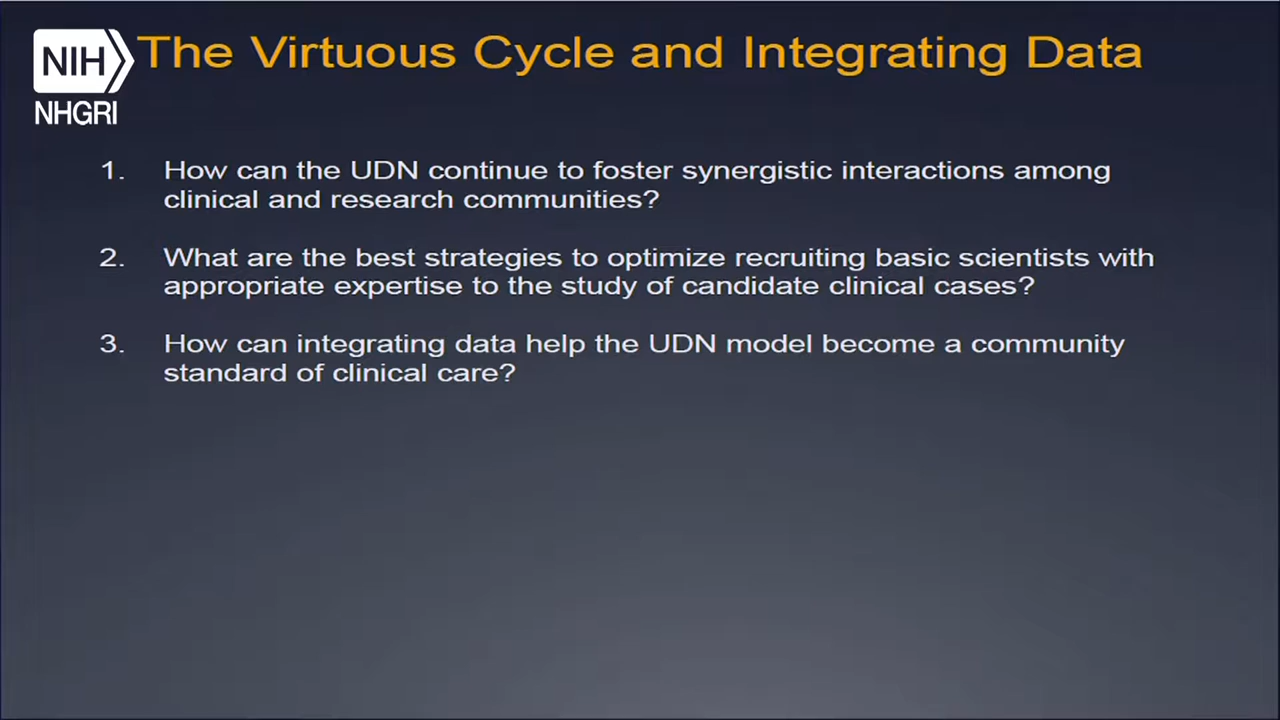 NIH
NHGRI
The Virtuous Cycle and Integrating Data
1. How can the UDN continue to foster synergistic interactions among
clinical and research communities?
2. What are the best strategies to optimize recruiting basic scientists with
appropriate expertise to the study of candidate clinical cases?
3. How can integrating data help the UDN model become a community
standard of clinical care?